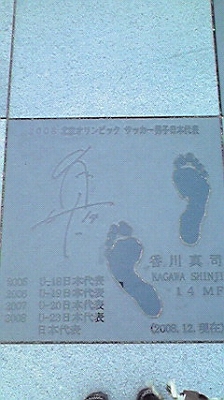 2008 北京オリンピック サッカー男子日本代表
香川真司
KAGAWA SHINJI
14 MF
2005 U-18日本代表
2006 U-19日本代表
2007 U-20日本代表
2008 U-23日本代表
日本代表
(2008.12.現在)